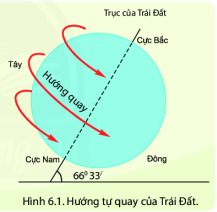 Trục của Trái Đất
Cực Bắc
Tây
Hướng quay
Cực Nam
66⁰ 33′
Đông
Hình 6.1. Hướng tự quay của Trái Đất.